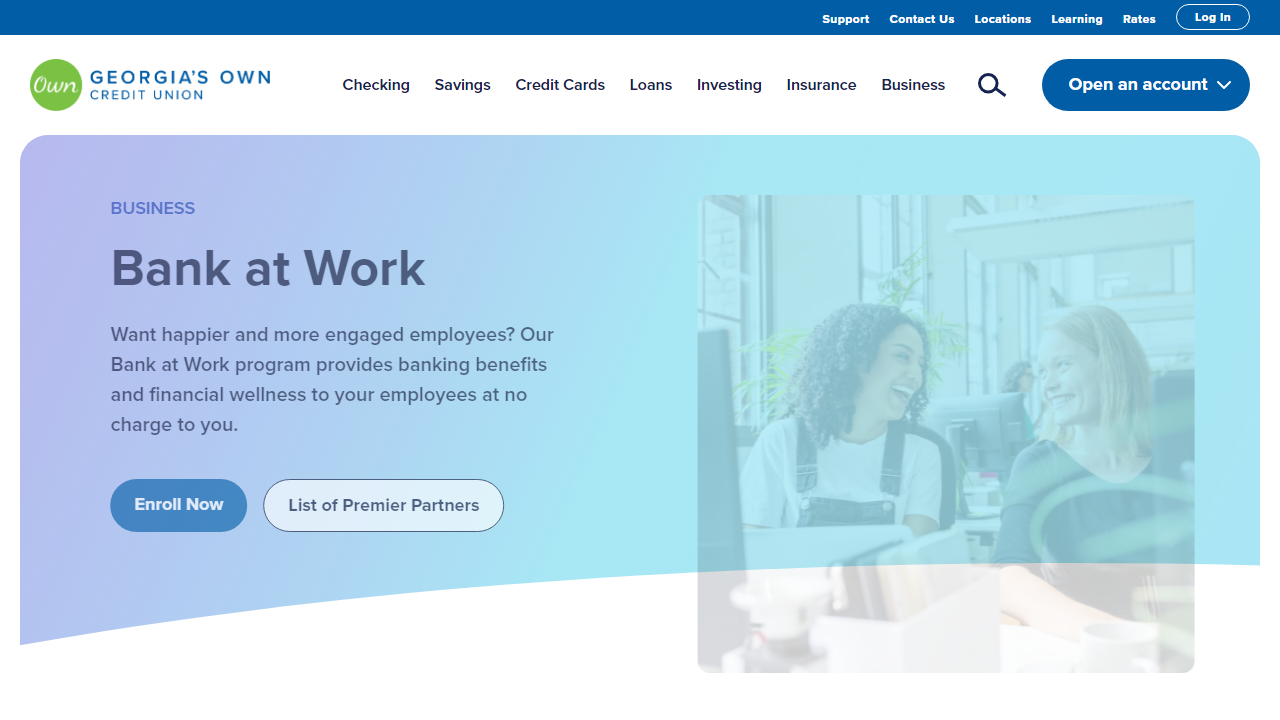 Support Contact Us Locations Learning Rates Log In
Own GEORGIA'S OWN
CREDIT UNION
Checking Savings Credit Cards Loans Investing Insurance Business Open an account
BUSINESS
Bank at Work
Want happier and more engaged employees? Our
Bank at Work program provides banking benefits
and financial wellness to your employees at no
charge to you.
Enroll Now List of Premier Partners